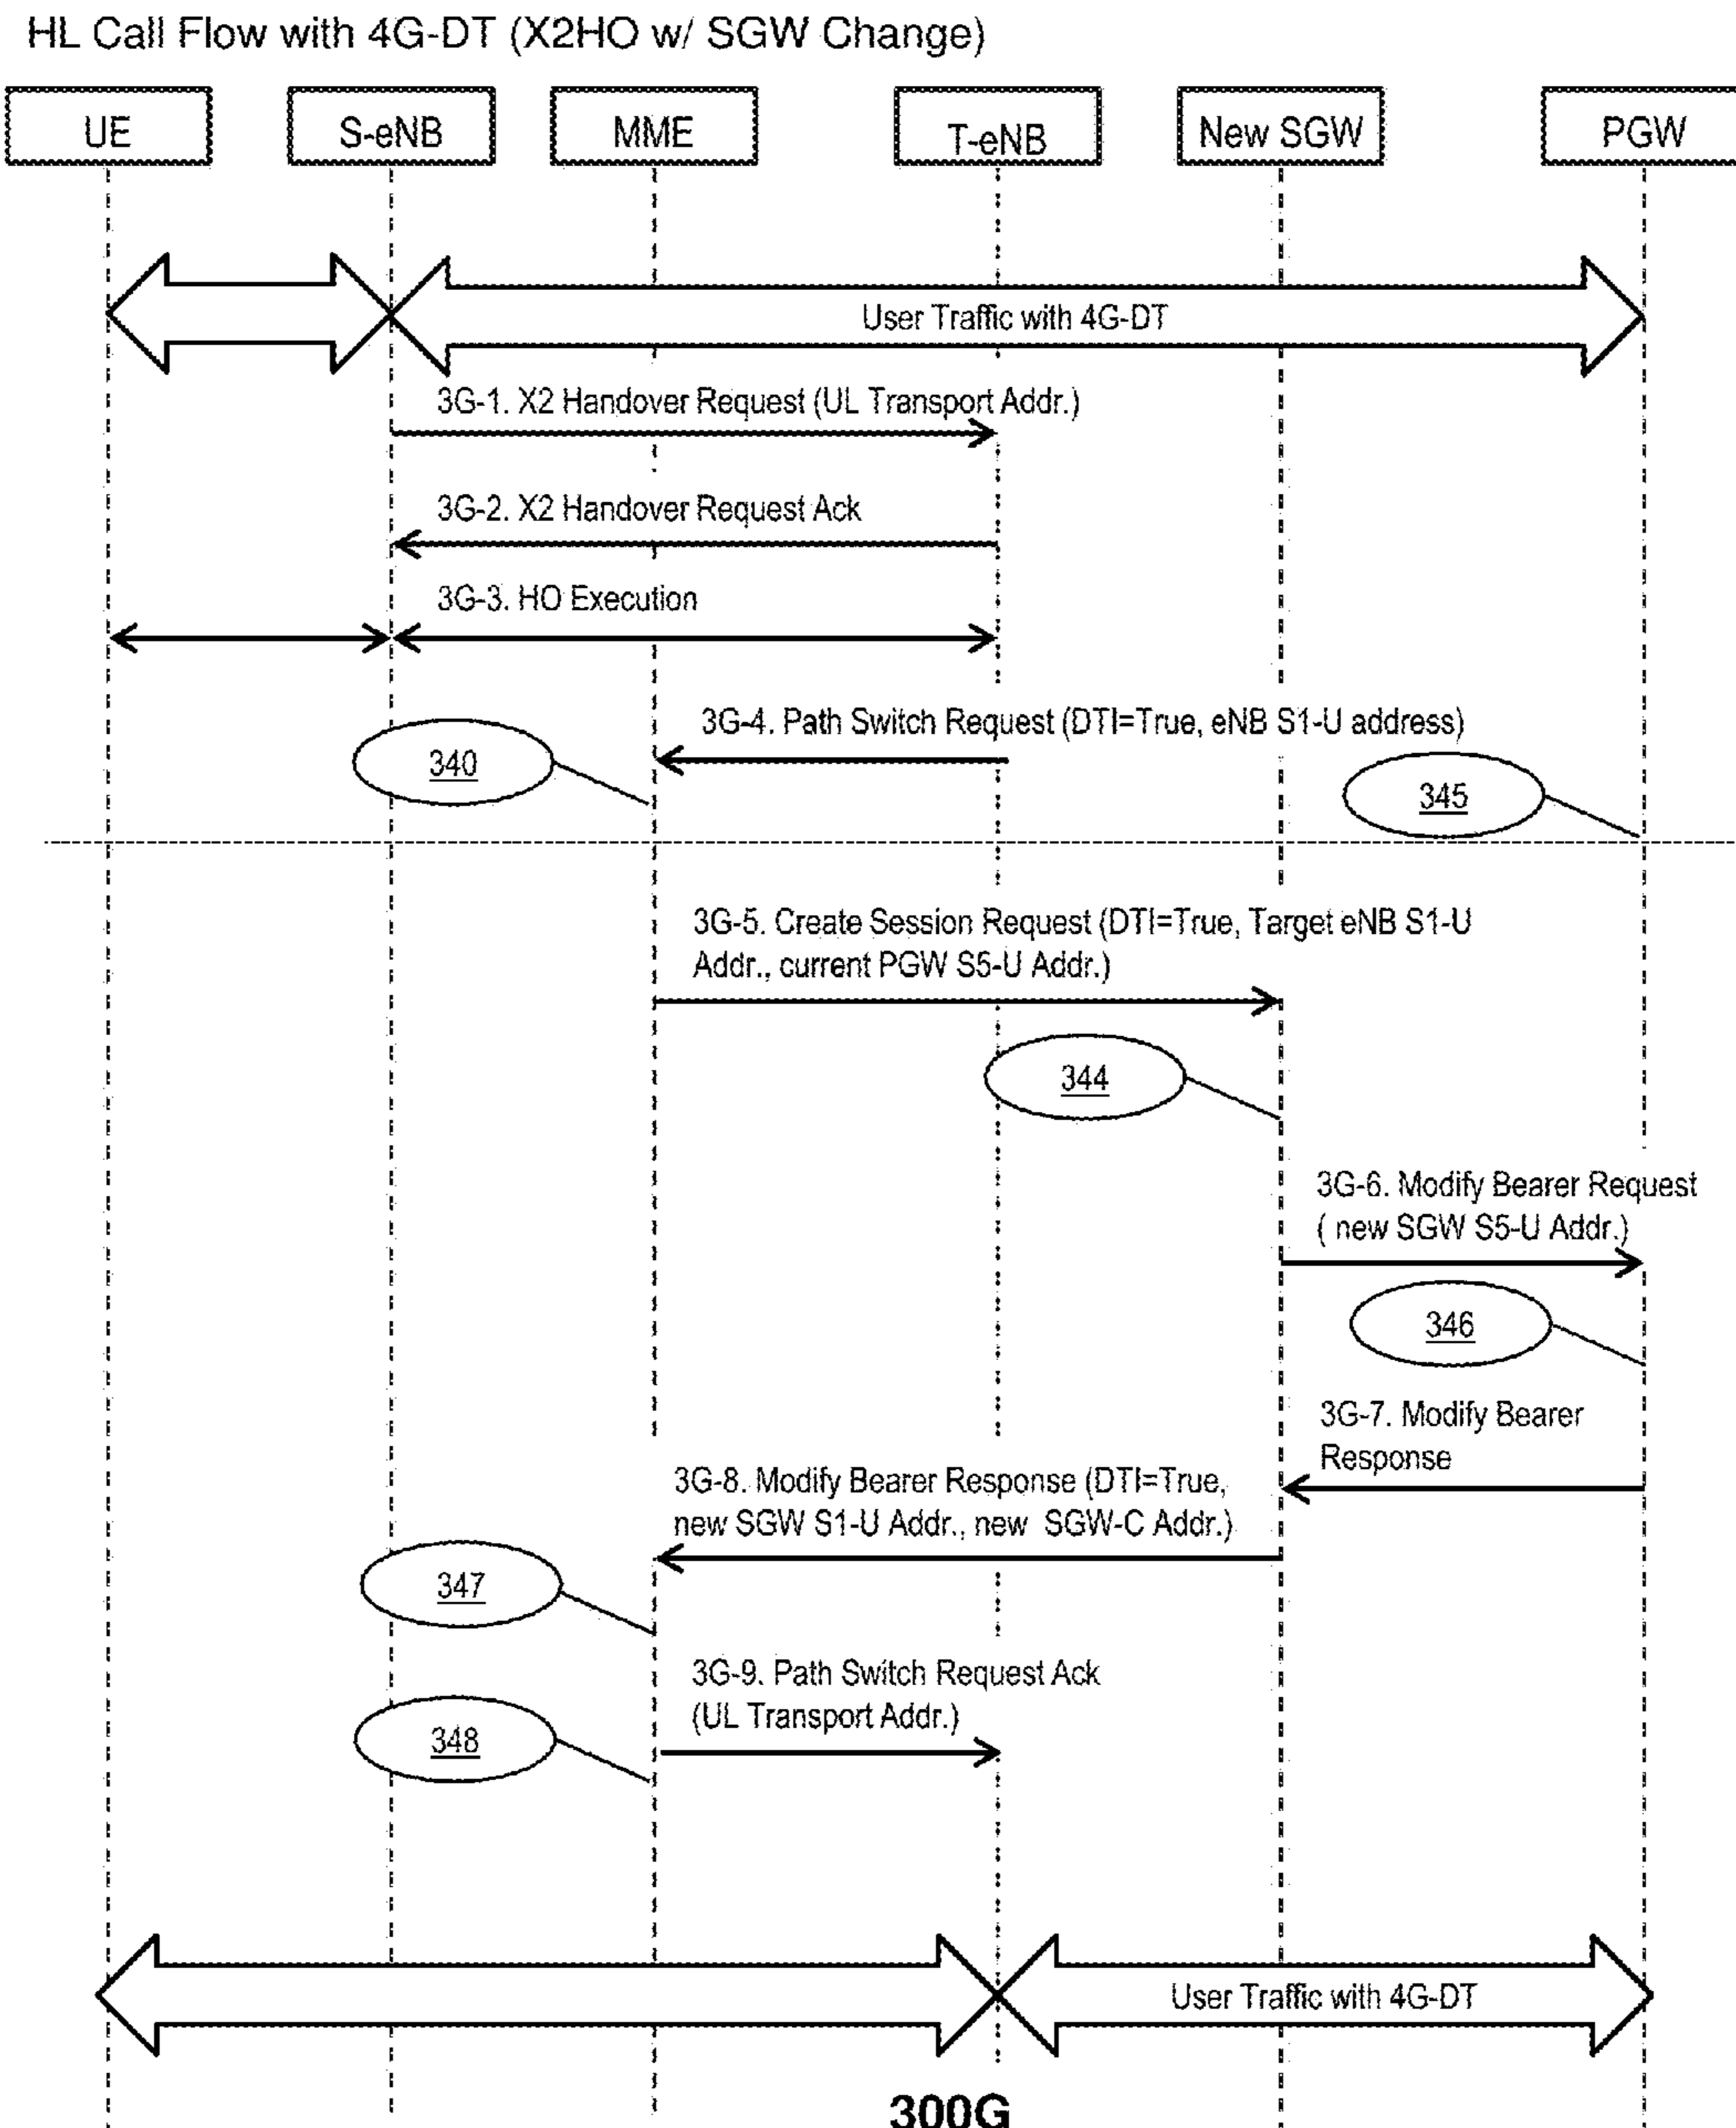 HL Call Flow with 4G-DT (X2HO w/ SGW Change)
UE
S-eNB
MME
T-eNB
New SGW
PGW
User Traffic with 4G-DT
3G-1. X2 Handover Request (UL Transport Addr.)
3G-2. X2 Handover Request Ack
3G-3. HO Execution
3G-4. Path Switch Request (DTI=True, eNB S1-U address)
340
345
3G-5. Create Session Request (DTI=True, Target eNB S1-U
Addr., current PGW S5-U Addr.)
344
3G-6. Modify Bearer Request
( new SGW S5-U Addr.)
346
3G-7. Modify Bearer
Response
3G-8. Modify Bearer Response (DTI=True,
new SGW S1-U Addr., new SGW-C Addr.)
347
3G-9. Path Switch Request Ack
(UL Transport Addr.)
348
User Traffic with 4G-DT
300G